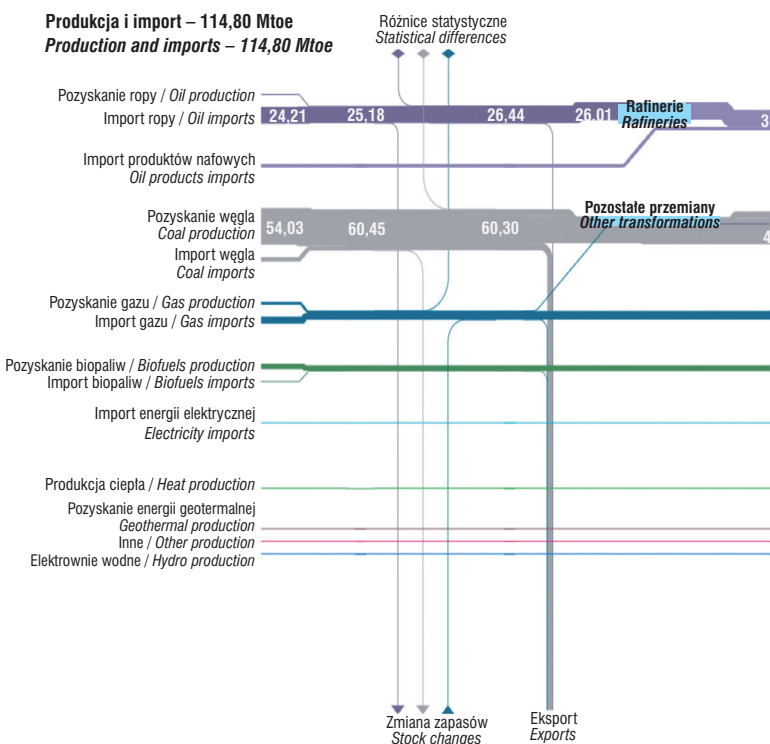 Produkcja i import – 114,80 Mtoe
Production and imports – 114,80 Mtoe
Różnice statystyczne
Statistical differences
Pozyskanie ropy / Oil production
Import ropy / Oil imports
24,21
25,18
26,44
26,01
Rafinerie
Refineries
3
Import produktów nafowych
Oil products imports
Pozyskanie węgla
Coal production
54,03
60,45
60,30
Pozostałe przemiany
Other transformations
4
Import węgla
Coal imports
Pozyskanie gazu / Gas production
Import gazu / Gas imports
Pozyskanie biopaliw / Biofuels production
Import biopaliw / Biofuels imports
Import energii elektrycznej
Electricity imports
Produkcja ciepła / Heat production
Pozyskanie energii geotermalnej
Geothermal production
Inne / Other production
Elektrownie wodne / Hydro production
Zmiana zapasów
Stock changes
Eksport
Exports